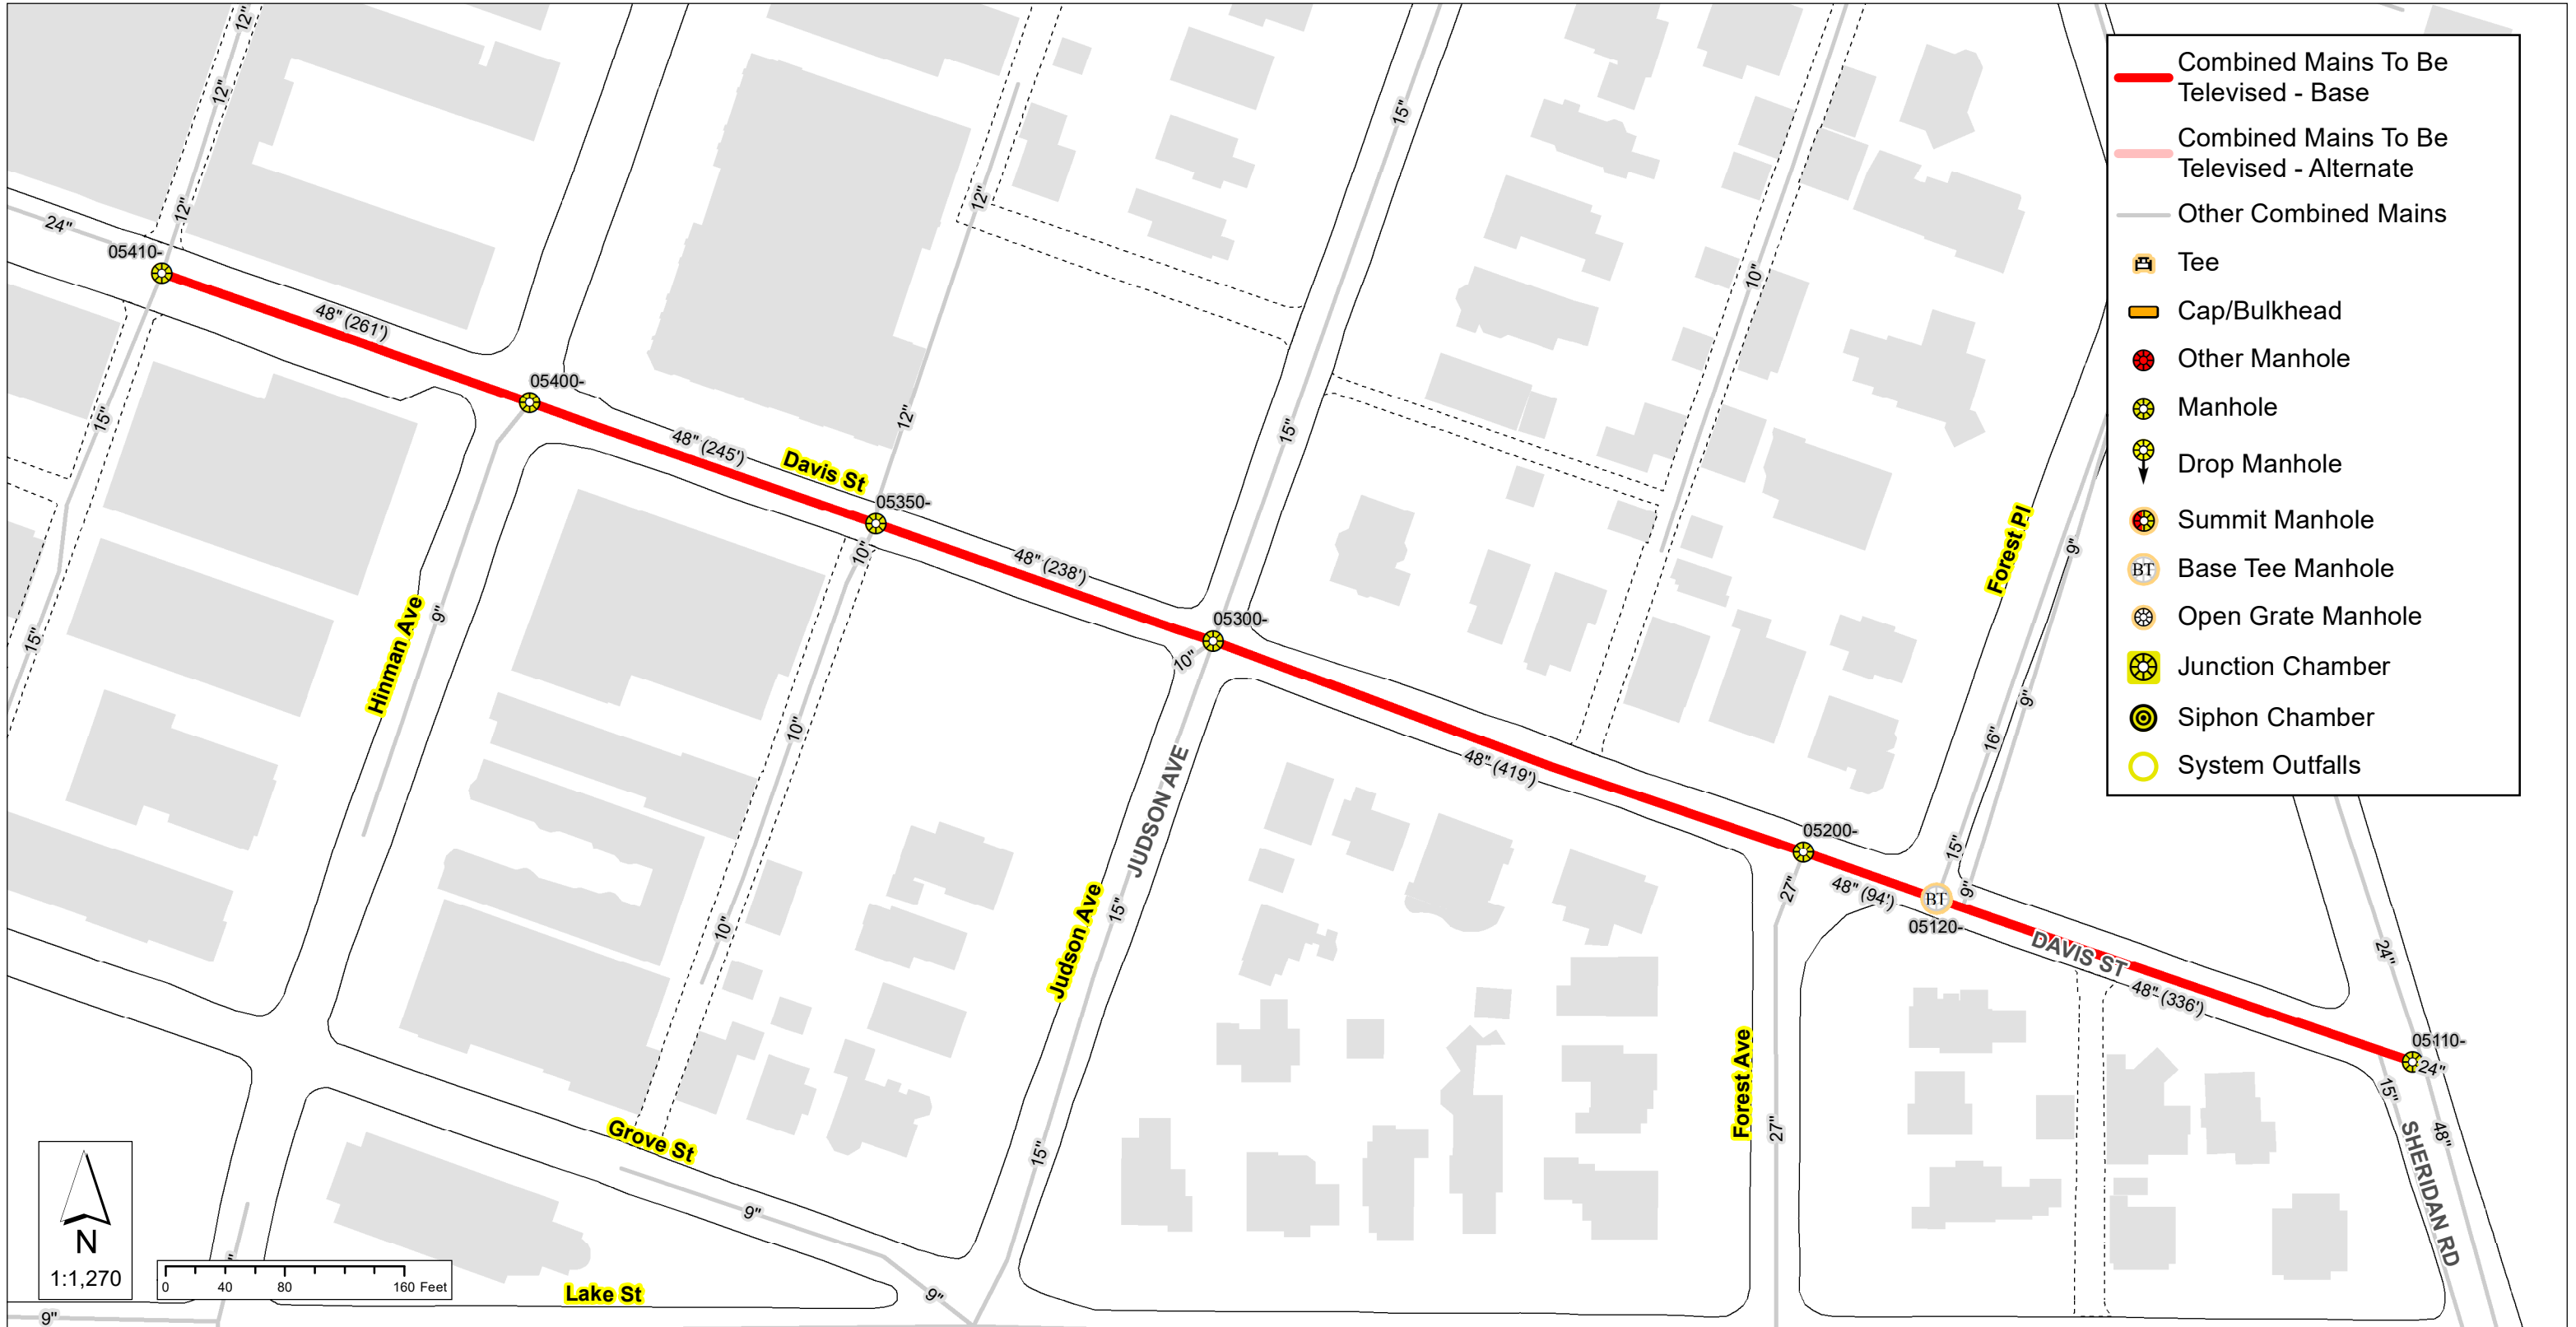 12"
12"
12"
24"
05410-
48" (261')
05400-
48" (245')
Davis St
12"
12"
05350-
10"
48" (238')
15"
15"
05300-
10"
10"
Forest Pl
9"
9"
16"
15"
9"
15"
15"
Hinman Ave
9"
10"
10"
JUDSON AVE
Judson Ave
15"
15"
48" (419')
05200-
27"
48" (94')
BT
05120-
DAVIS ST
48" (336')
24"
05110-
24"
15"
48"
SHERIDAN RD
Forest Ave
27"
Grove St
9"
9"
Lake St
9"
N
1:1,270
0 40 80 160 Feet
Combined Mains To Be
Televised - Base
Combined Mains To Be
Televised - Alternate
Other Combined Mains
Tee
Cap/Bulkhead
Other Manhole
Manhole
Drop Manhole
Summit Manhole
BT Base Tee Manhole
Open Grate Manhole
Junction Chamber
Siphon Chamber
System Outfalls